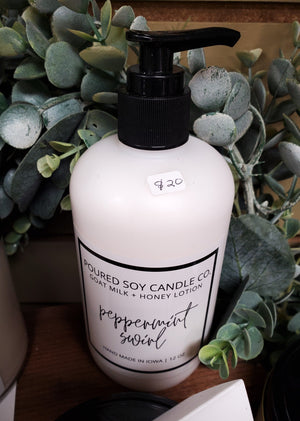 $20
POURED SOY CANDLE CO.
GOAT MILK + HONEY LOTION
peppermint
swirl
HAND MADE IN IOWA | 12 OZ